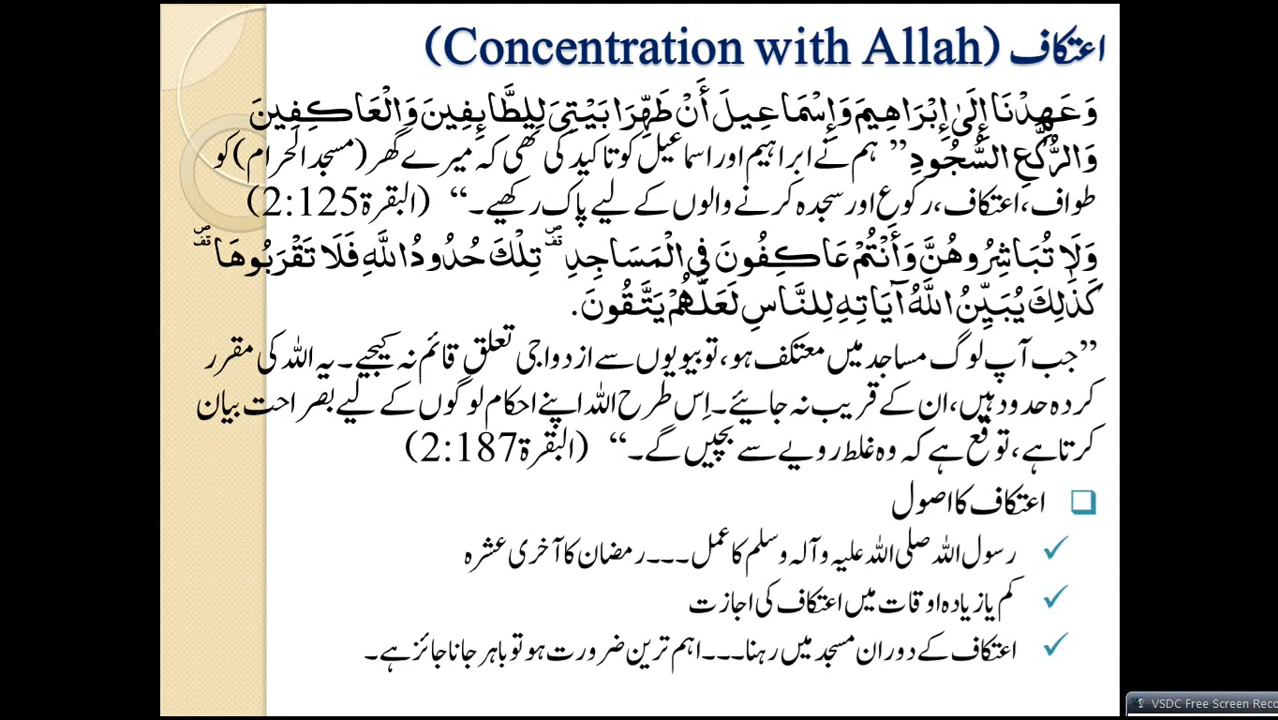 اعتکاف (Concentration with Allah)
وَعَهِدْنَا إِلَىٰ إِبْرَاهِيمَ وَإِسْمَاعِيلَ أَنْ طَهِّرَا بَيْتِيَ لِلطَّائِفِينَ وَالْعَاكِفِينَ
وَالرُّكَّعِ السُّجُودِ ”ہم نے ابراہیم اور اسماعیل کو تاکید کی تھی کہ میرے گھر (مسجد الحرام) کو
طواف، اعتکاف، رکوع اور سجدہ کرنے والوں کے لیے پاک رکھیے۔“ (البقرۃ 2:125)
وَلَا تُبَاشِرُوهُنَّ وَأَنْتُمْ عَاكِفُونَ فِي الْمَسَاجِدِ ۗ تِلْكَ حُدُودُ اللَّهِ فَلَا تَقْرَبُوهَا ۗ
كَذَٰلِكَ يُبَيِّنُ اللَّهُ آيَاتِهِ لِلنَّاسِ لَعَلَّهُمْ يَتَّقُونَ.
”جب آپ لوگ مساجد میں معتکف ہو، تو بیویوں سے ازدواجی تعلق قائم نہ کیجیے۔ یہ اللہ کی مقرر
کردہ حدود ہیں، ان کے قریب نہ جائیے۔ اِس طرح اللہ اپنے احکام لوگوں کے لیے بصراحت بیان
کرتا ہے، توقع ہے کہ وہ غلط رویے سے بچیں گے۔“ (البقرۃ 2:187)
اعتکاف کا اصول
رسول اللہ صلی اللہ علیہ وآلہ وسلم کا عمل۔۔۔ رمضان کا آخری عشرہ
کم یا زیادہ اوقات میں اعتکاف کی اجازت
اعتکاف کے دوران مسجد میں رہنا۔۔۔ اہم ترین ضرورت ہو تو باہر جانا جائز ہے۔
VSDC Free Screen Reco